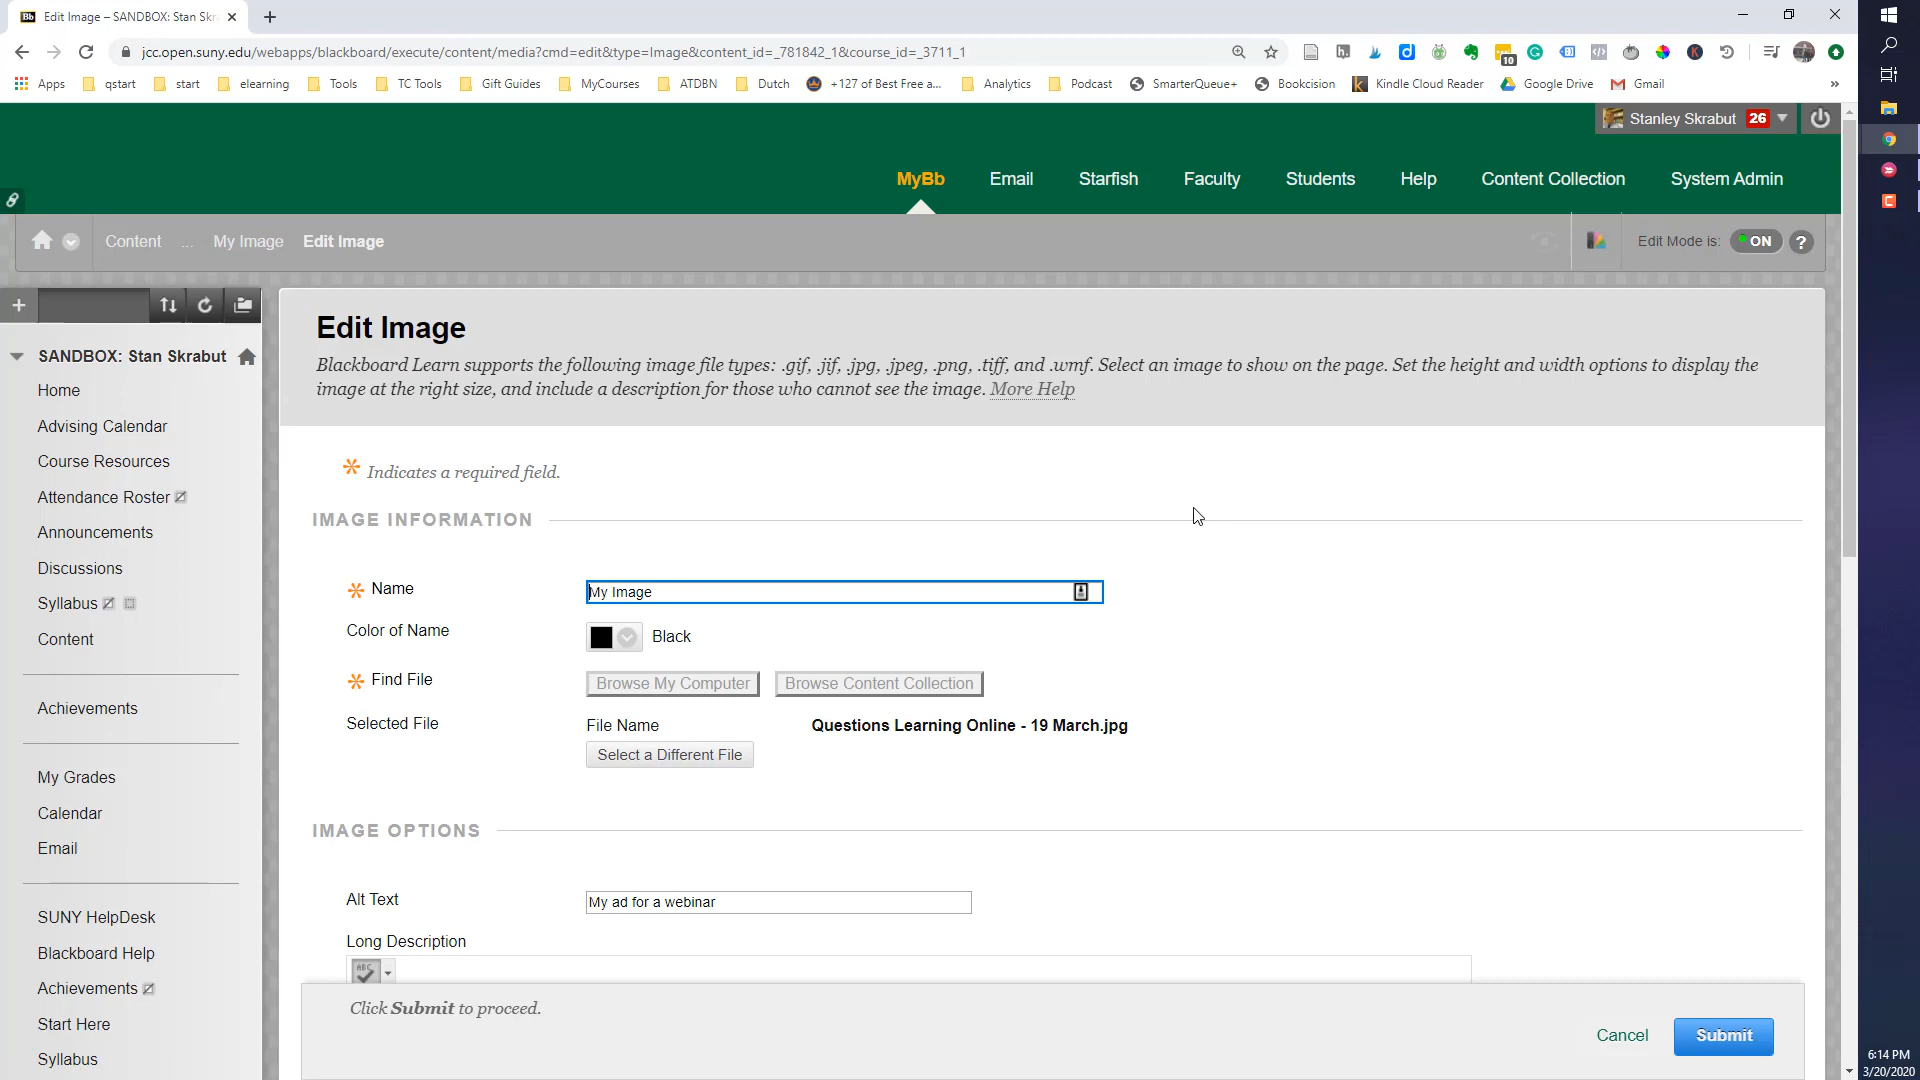 Edit Image – SANDBOX: Stan Skra
jcc.open.suny.edu/webapps/blackboard/execute/content/media?cmd=edit&type=Image&content_id=_781842_1&course_id=_3711_1
10
Apps qstart start elearning Tools TC Tools Gift Guides MyCourses ATDBN Dutch +127 of Best Free a... Analytics Podcast SmarterQueue+ Bookcision Kindle Cloud Reader Google Drive Gmail »
Stanley Skrabut 26
MyBb Email Starfish Faculty Students Help Content Collection System Admin
Content ... My Image Edit Image
Edit Mode is: ON ?
SANDBOX: Stan Skrabut
Home
Advising Calendar
Course Resources
Attendance Roster
Announcements
Discussions
Syllabus
Content
Achievements
My Grades
Calendar
Email
SUNY HelpDesk
Blackboard Help
Achievements
Start Here
Syllabus
Edit Image
Blackboard Learn supports the following image file types: .gif, .jif, .jpg, .jpeg, .png, .tiff, and .wmf. Select an image to show on the page. Set the height and width options to display the
image at the right size, and include a description for those who cannot see the image. More Help
* Indicates a required field.
IMAGE INFORMATION
* Name My Image
Color of Name Black
* Find File Browse My Computer Browse Content Collection
Selected File File Name Questions Learning Online - 19 March.jpg
Select a Different File
IMAGE OPTIONS
Alt Text My ad for a webinar
Long Description
ABC
Click Submit to proceed.
Cancel Submit
6:14 PM
3/20/2020